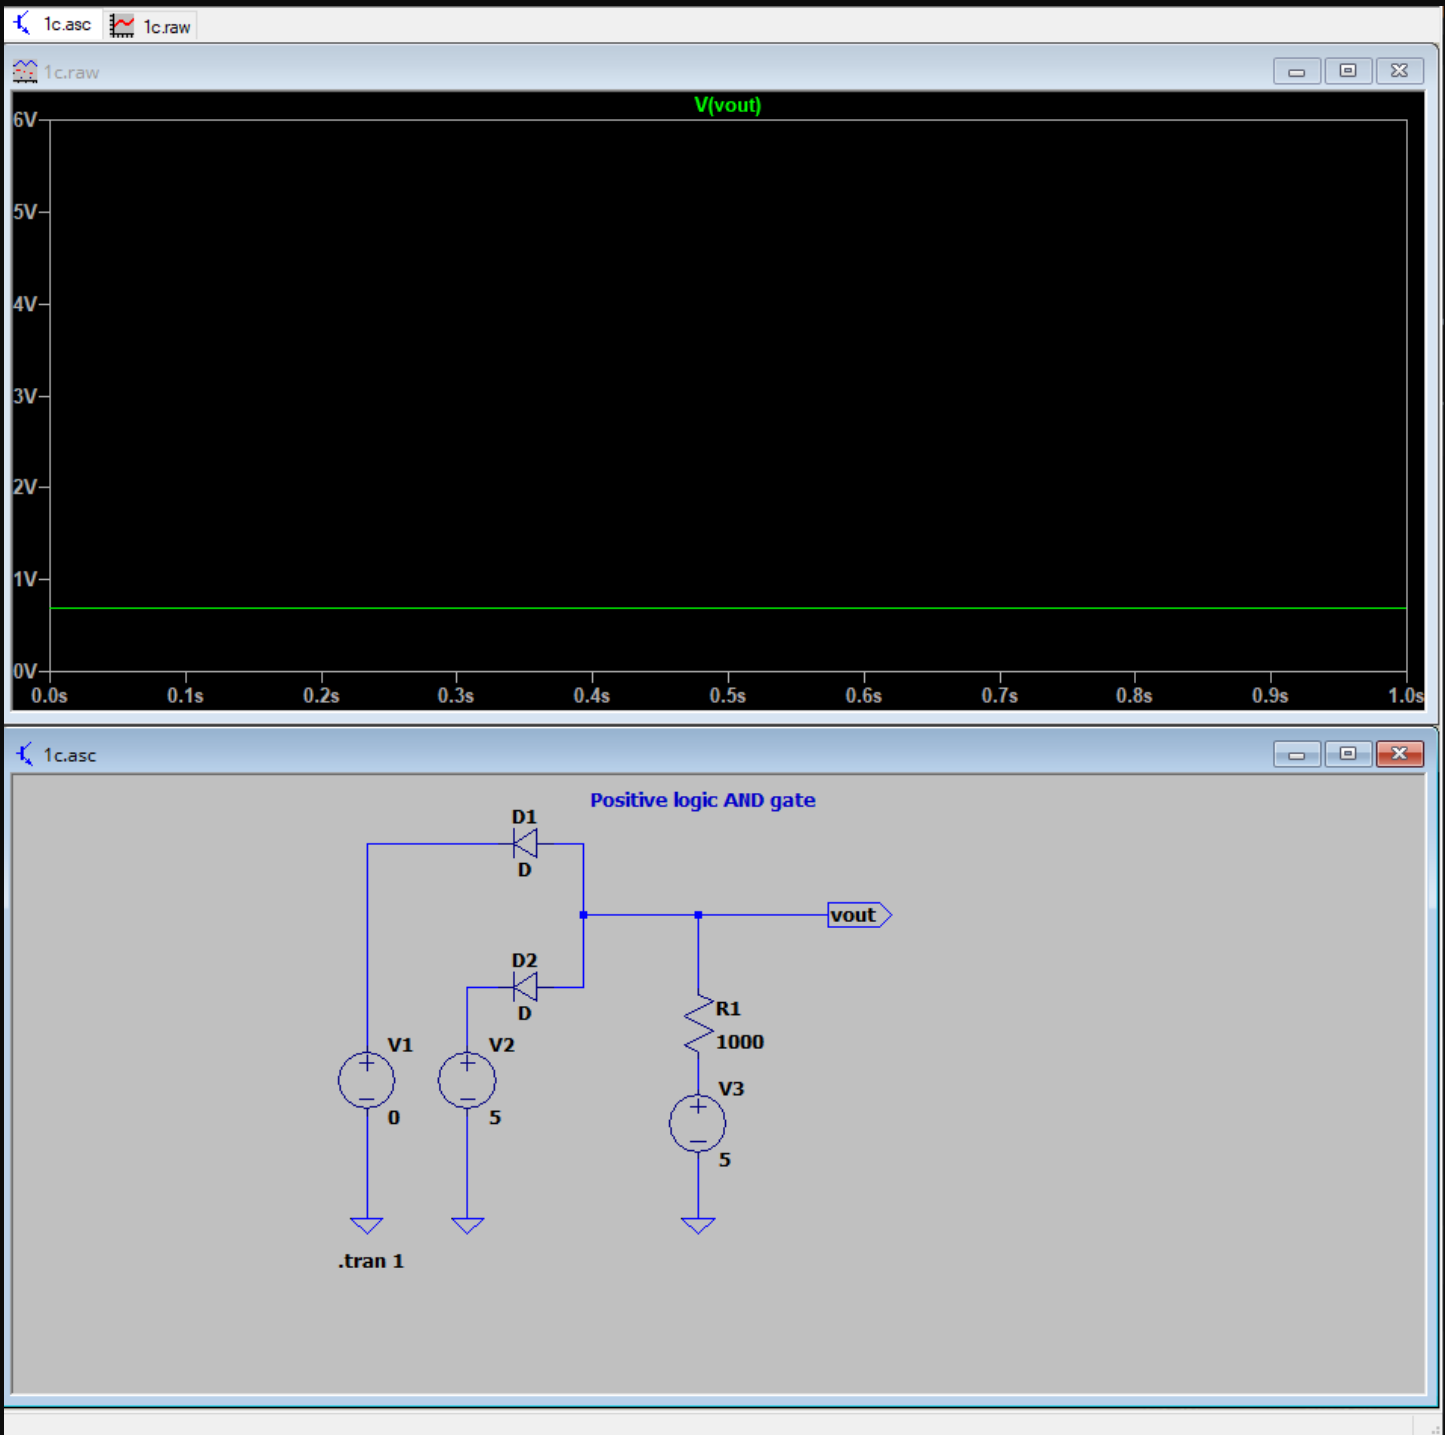 1c.asc 1c.raw
1c.raw
V(vout)
6V
5V
4V
3V
2V
1V
0V
0.0s 0.1s 0.2s 0.3s 0.4s 0.5s 0.6s 0.7s 0.8s 0.9s 1.0s
1c.asc
Positive logic AND gate
D1
D
vout
D2
D
R1
1000
V1
0
V2
5
V3
5
.tran 1